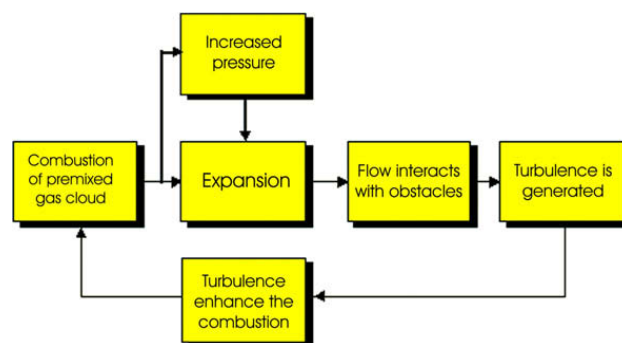 Increased
pressure
Combustion
of premixed
gas cloud
Expansion
Flow interacts
with obstacles
Turbulence is
generated
Turbulence
enhance the
combustion